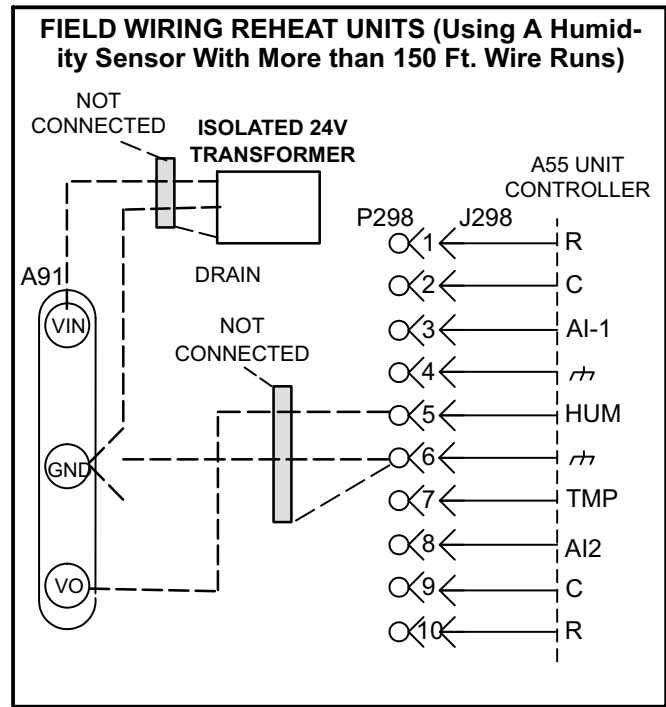 FIELD WIRING REHEAT UNITS (Using A Humid-
ity Sensor With More than 150 Ft. Wire Runs)
NOT
CONNECTED
ISOLATED 24V
TRANSFORMER
A55 UNIT
CONTROLLER
P298 J298
DRAIN
A91
VIN
GND
VO
NOT
CONNECTED
1 R
2 C
3 AI-1
4
5 HUM
6
7 TMP
8 AI2
9 C
10 R